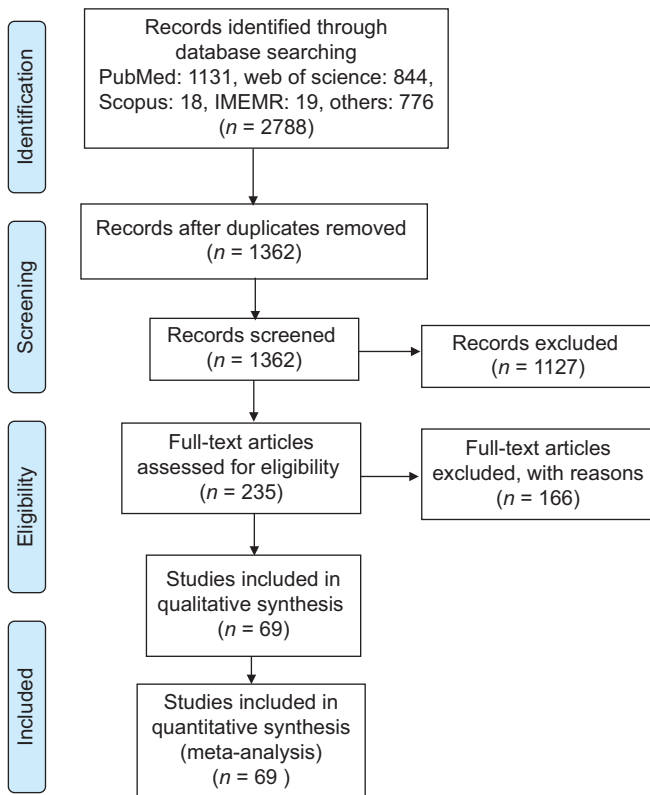 Identification
Records identified through
database searching
PubMed: 1131, web of science: 844,
Scopus: 18, IMEMR: 19, others: 776
(n = 2788)
Screening
Records after duplicates removed
(n = 1362)
Records screened
(n = 1362)
Records excluded
(n = 1127)
Eligibility
Full-text articles
assessed for eligibility
(n = 235)
Full-text articles
excluded, with reasons
(n = 166)
Studies included in
qualitative synthesis
(n = 69)
Included
Studies included in
quantitative synthesis
(meta-analysis)
(n = 69 )